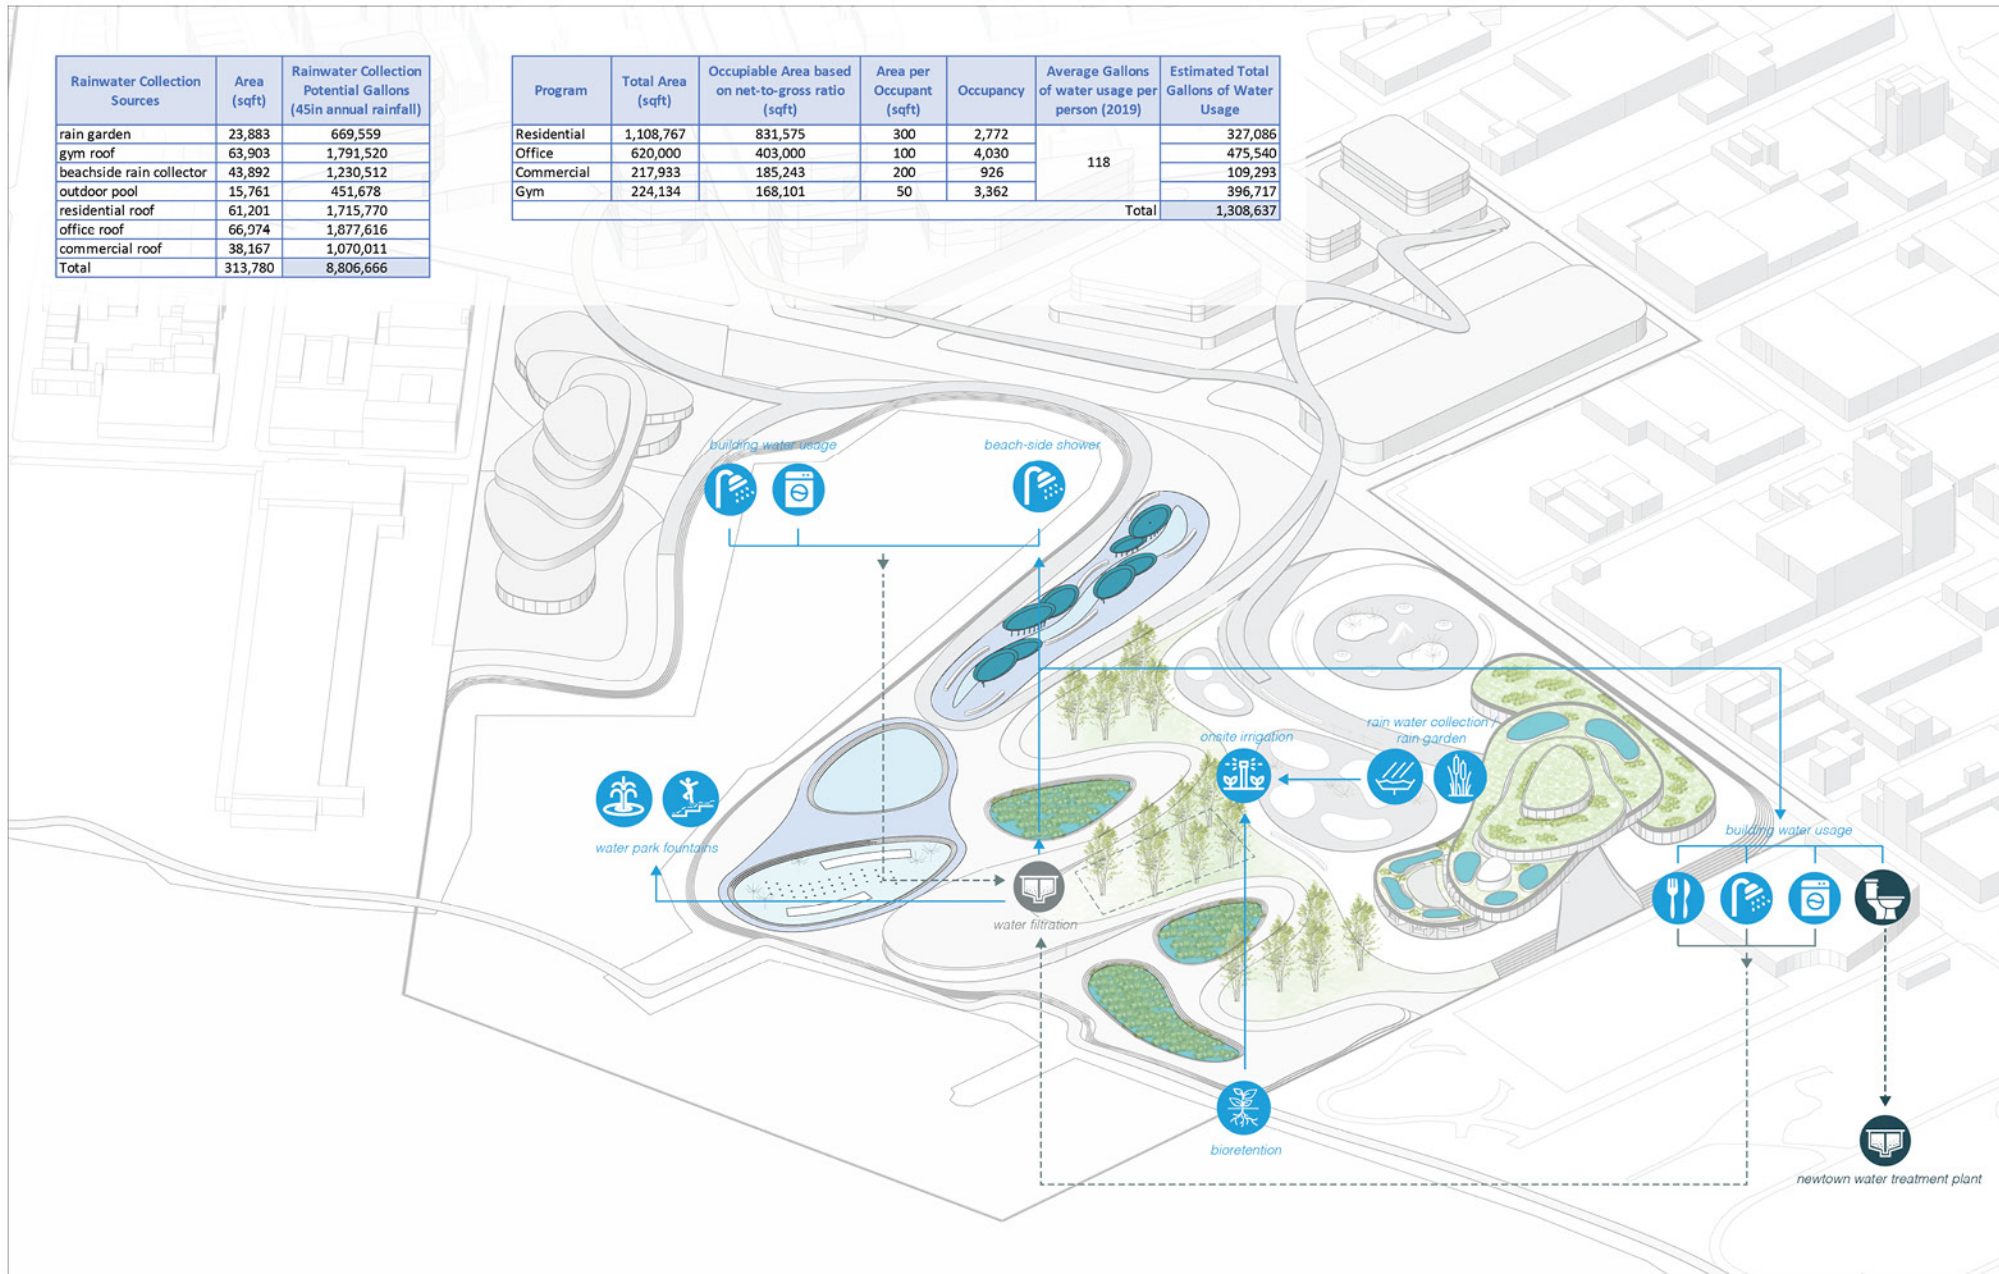 Rainwater Collection Sources | Area (sqft) | Rainwater Collection Potential Gallons (45in annual rainfall)
rain garden | 23,883 | 669,559
gym roof | 63,903 | 1,791,520
beachside rain collector | 43,892 | 1,230,512
outdoor pool | 15,761 | 451,678
residential roof | 61,201 | 1,715,770
office roof | 66,974 | 1,877,616
commercial roof | 38,167 | 1,070,011
Total | 313,780 | 8,806,666
Program | Total Area (sqft) | Occupiable Area based on net-to-gross ratio (sqft) | Area per Occupant (sqft) | Occupancy | Average Gallons of water usage per person (2019) | Estimated Total Gallons of Water Usage
Residential | 1,108,767 | 831,575 | 300 | 2,772 | 118 | 327,086
Office | 620,000 | 403,000 | 100 | 4,030 | 475,540
Commercial | 217,933 | 185,243 | 200 | 926 | 109,293
Gym | 224,134 | 168,101 | 50 | 3,362 | 396,717
Total | 1,308,637
building water usage
beach-side shower
rain water collection /
rain garden
onsite irrigation
building water usage
water park fountains
water filtration
bioretention
newtown water treatment plant